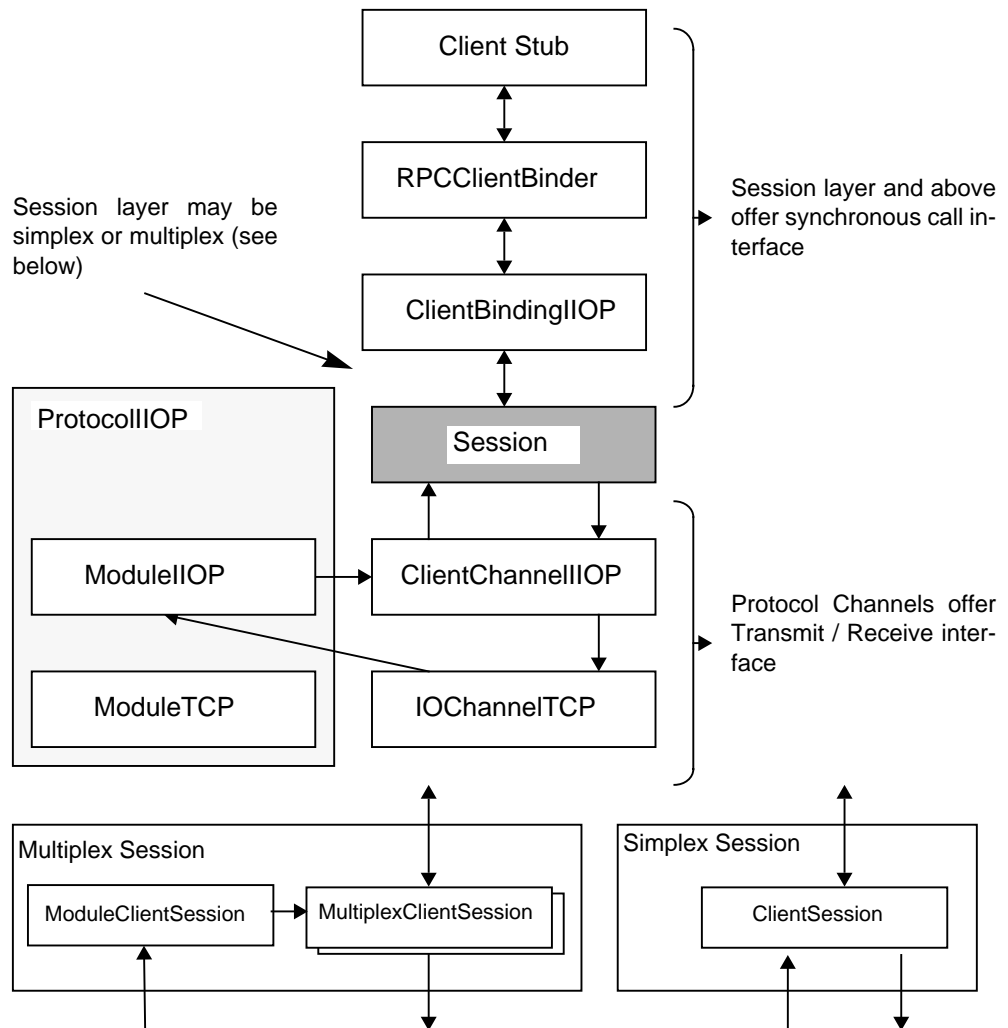 Client Stub
RPCClientBinder
Session layer may be
simplex or multiplex (see
below)
Session layer and above
offer synchronous call in-
terface
ClientBindingIIOP
ProtocolIIOP
Session
ModuleIIOP
ClientChannelIIOP
Protocol Channels offer
Transmit / Receive inter-
face
ModuleTCP
IOChannelTCP
Multiplex Session
ModuleClientSession
MultiplexClientSession
Simplex Session
ClientSession